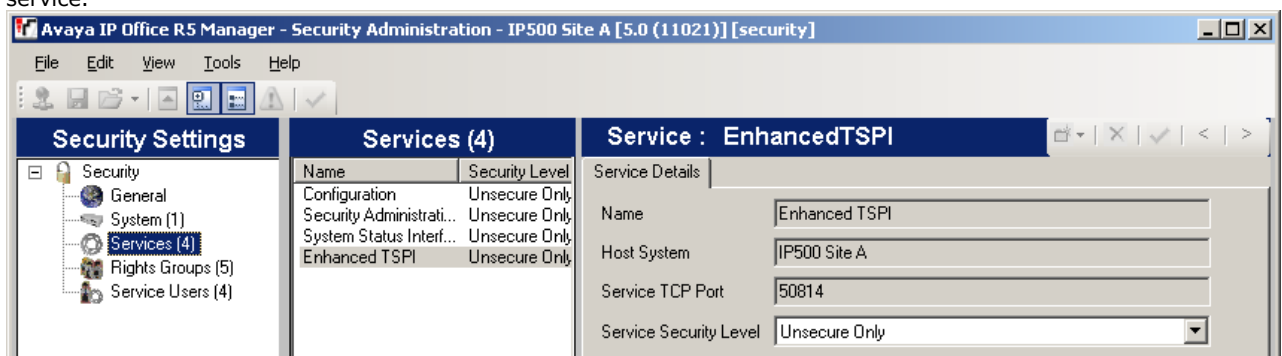 service.
Avaya IP Office R5 Manager - Security Administration - IP500 Site A [5.0 (11021)] [security]
File Edit View Tools Help
Security Settings
Security
General
System (1)
Services (4)
Rights Groups (5)
Service Users (4)
Services (4)
Name Security Level
Configuration Unsecure Only
Security Administrati... Unsecure Only
System Status Interf... Unsecure Only
Enhanced TSPI Unsecure Only
Service : EnhancedTSPI
Service Details
Name Enhanced TSPI
Host System IP500 Site A
Service TCP Port 50814
Service Security Level Unsecure Only